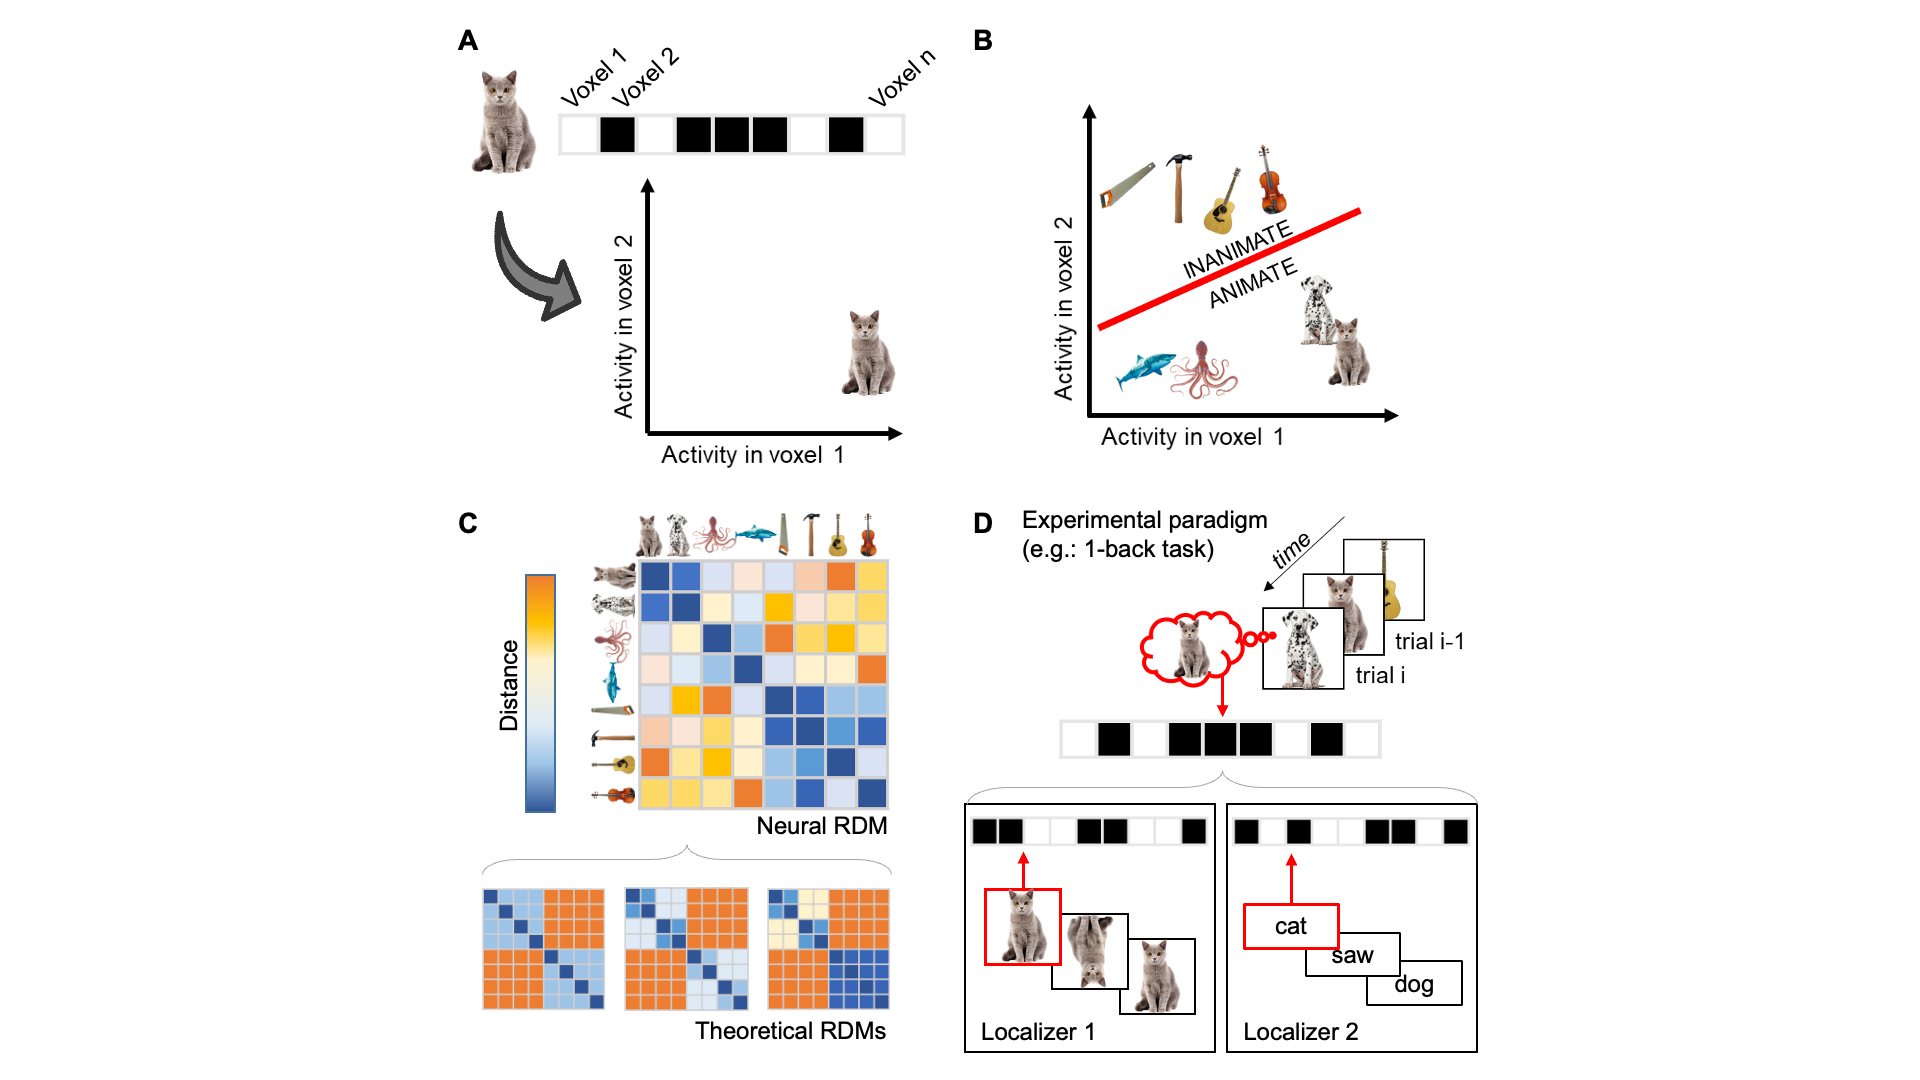 A
Voxel 1
Voxel 2
Voxel n
Activity in voxel 2
Activity in voxel 1
B
INANIMATE
ANIMATE
Activity in voxel 2
Activity in voxel 1
C
Distance
Neural RDM
Theoretical RDMs
D
Experimental paradigm
(e.g.: 1-back task)
time
trial i-1
trial i
Localizer 1
cat
saw
dog
Localizer 2